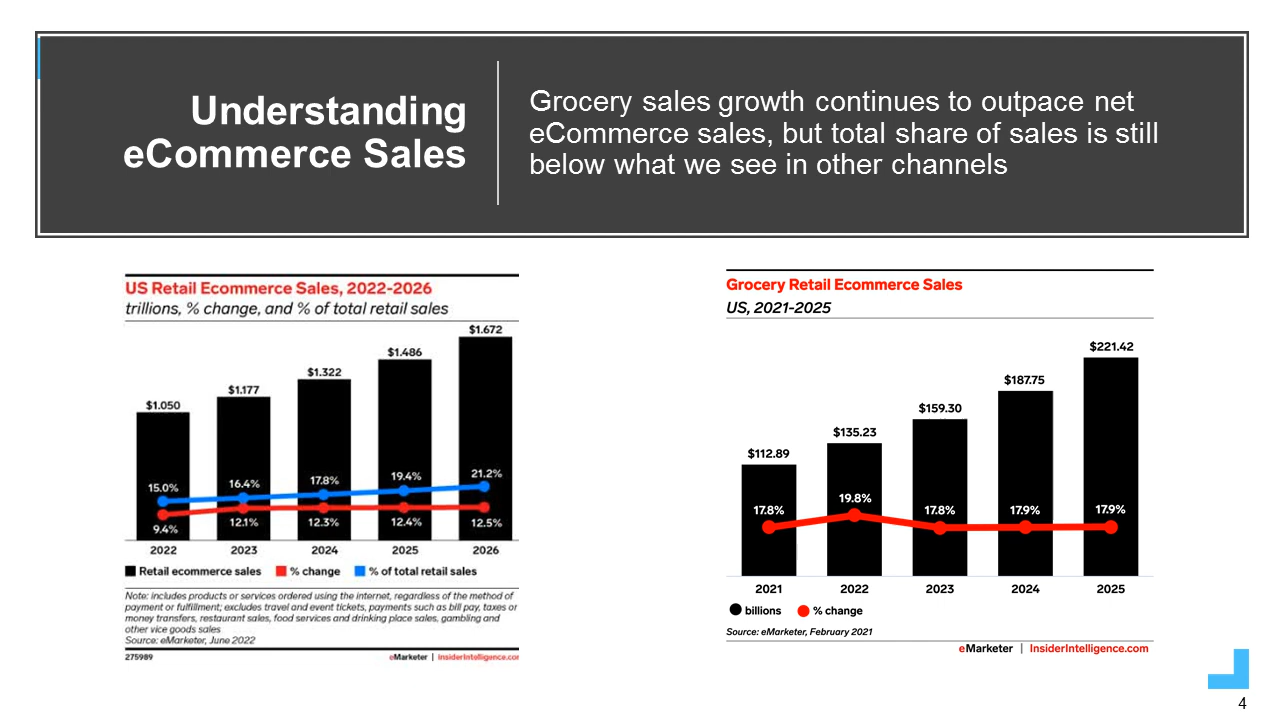 Understanding
eCommerce Sales
Grocery sales growth continues to outpace net
eCommerce sales, but total share of sales is still
below what we see in other channels
US Retail Ecommerce Sales, 2022-2026
trillions, % change, and % of total retail sales
$1.050
$1.177
$1.322
$1.486
$1.672
15.0%
16.4%
17.8%
19.4%
21.2%
9.4%
12.1%
12.3%
12.4%
12.5%
2022
2023
2024
2025
2026
Retail ecommerce sales
% change
% of total retail sales
Note: includes products or services ordered using the internet, regardless of the method of
payment or fulfillment; excludes travel and event tickets, payments such as bill pay, taxes or
money transfers, restaurant sales, food services and drinking place sales, gambling and
other vice goods sales
Source: eMarketer, June 2022
275989
eMarketer | InsiderIntelligence.com
Grocery Retail Ecommerce Sales
US, 2021-2025
$112.89
$135.23
$159.30
$187.75
$221.42
17.8%
19.8%
17.8%
17.9%
17.9%
2021
2022
2023
2024
2025
billions
% change
Source: eMarketer, February 2021
eMarketer | InsiderIntelligence.com
4